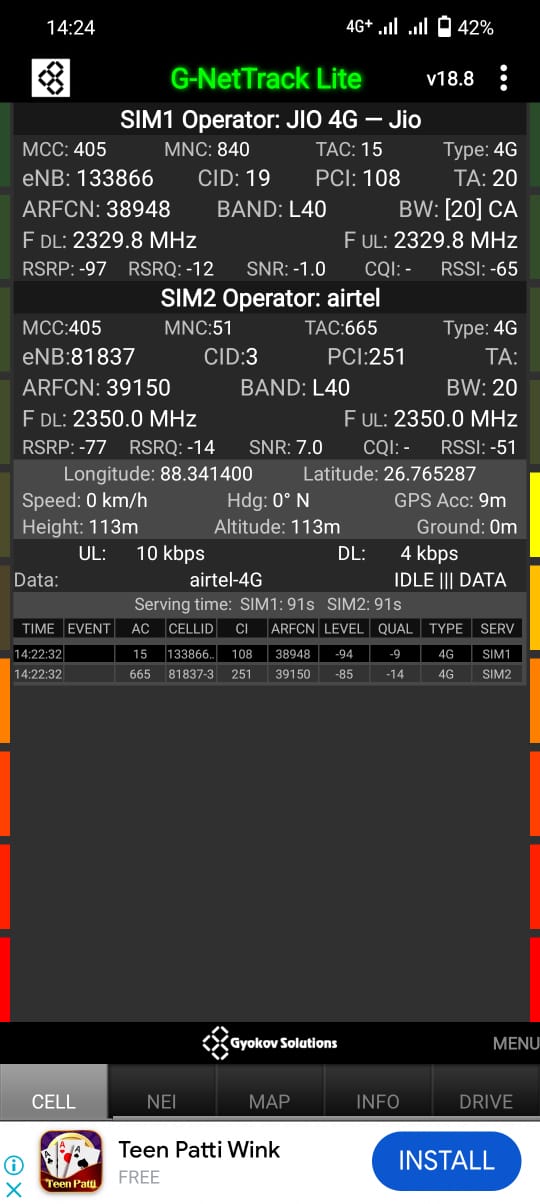 14:24 4G+ 42%
G-NetTrack Lite v18.8
SIM1 Operator: JIO 4G — Jio
MCC: 405 MNC: 840 TAC: 15 Type: 4G
eNB: 133866 CID: 19 PCI: 108 TA: 20
ARFCN: 38948 BAND: L40 BW: [20] CA
F DL: 2329.8 MHz F UL: 2329.8 MHz
RSRP: -97 RSRQ: -12 SNR: -1.0 CQI: - RSSI: -65
SIM2 Operator: airtel
MCC:405 MNC:51 TAC:665 Type: 4G
eNB:81837 CID:3 PCI:251 TA:
ARFCN: 39150 BAND: L40 BW: 20
F DL: 2350.0 MHz F UL: 2350.0 MHz
RSRP: -77 RSRQ: -14 SNR: 7.0 CQI: - RSSI: -51
Longitude: 88.341400 Latitude: 26.765287
Speed: 0 km/h Hdg: 0° N GPS Acc: 9m
Height: 113m Altitude: 113m Ground: 0m
UL: 10 kbps DL: 4 kbps
Data: airtel-4G IDLE ||| DATA
Serving time: SIM1: 91s SIM2: 91s
TIME EVENT AC CELLID CI ARFCN LEVEL QUAL TYPE SERV
14:22:32 15 133866.. 108 38948 -94 -9 4G SIM1
14:22:32 665 81837-3 251 39150 -85 -14 4G SIM2
Gyokov Solutions MENU
CELL NEI MAP INFO DRIVE
Teen Patti
Teen Patti Wink
FREE
INSTALL